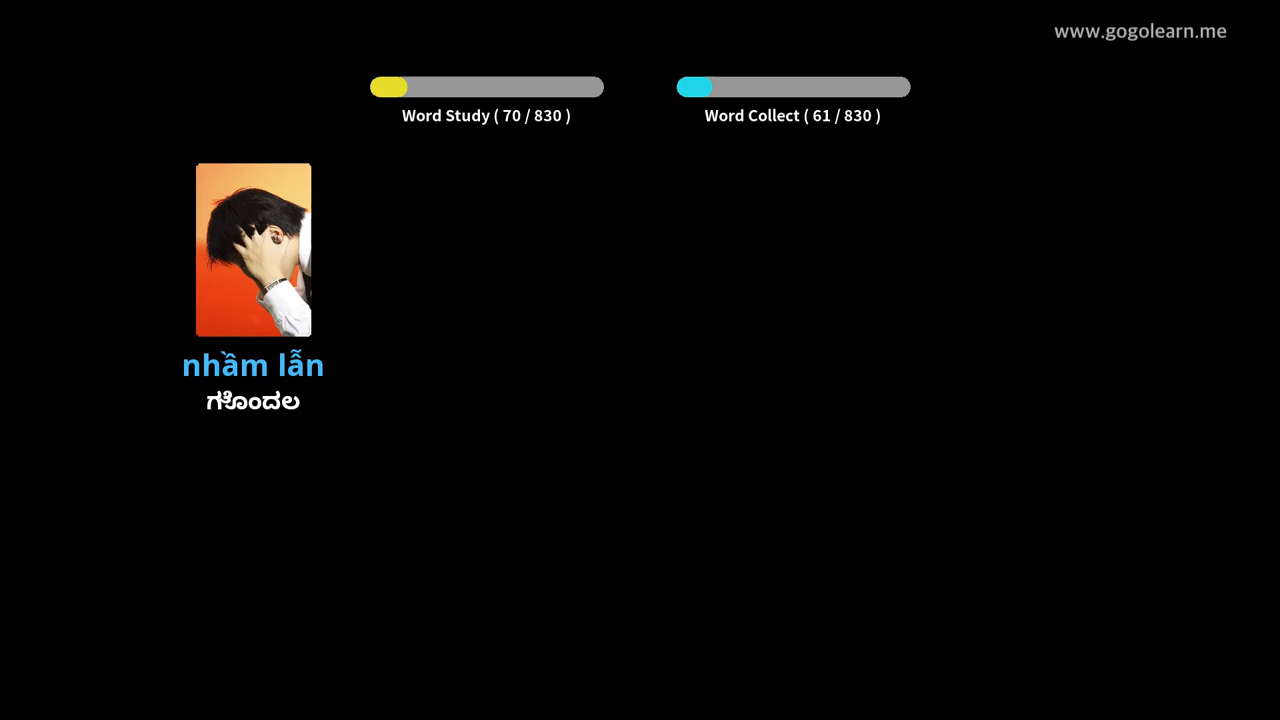 www.gogolearn.me
Word Study ( 70 / 830 )
Word Collect ( 61 / 830 )
nhầm lẫn
ಗೊಂದಲ